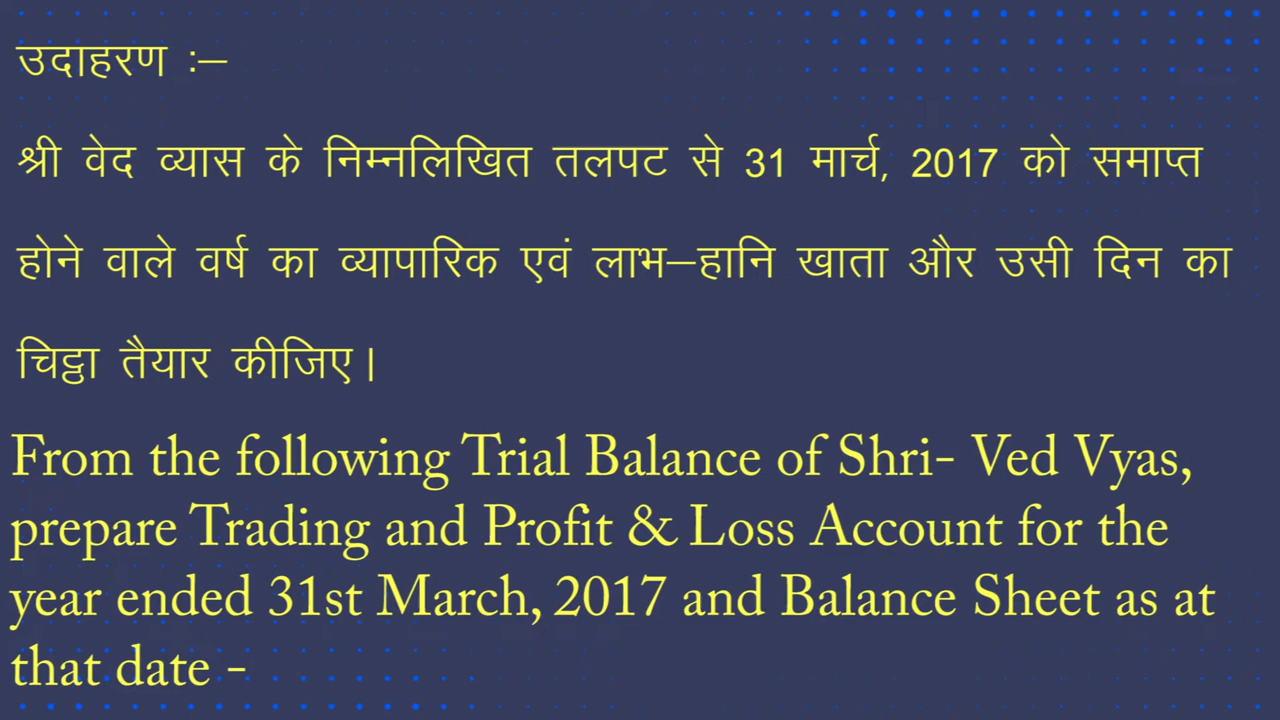 उदाहरण :–
श्री वेद व्यास के निम्नलिखित तलपट से 31 मार्च, 2017 को समाप्त
होने वाले वर्ष का व्यापारिक एवं लाभ–हानि खाता और उसी दिन का
चिट्ठा तैयार कीजिए।
From the following Trial Balance of Shri- Ved Vyas,
prepare Trading and Profit & Loss Account for the
year ended 31st March, 2017 and Balance Sheet as at
that date -